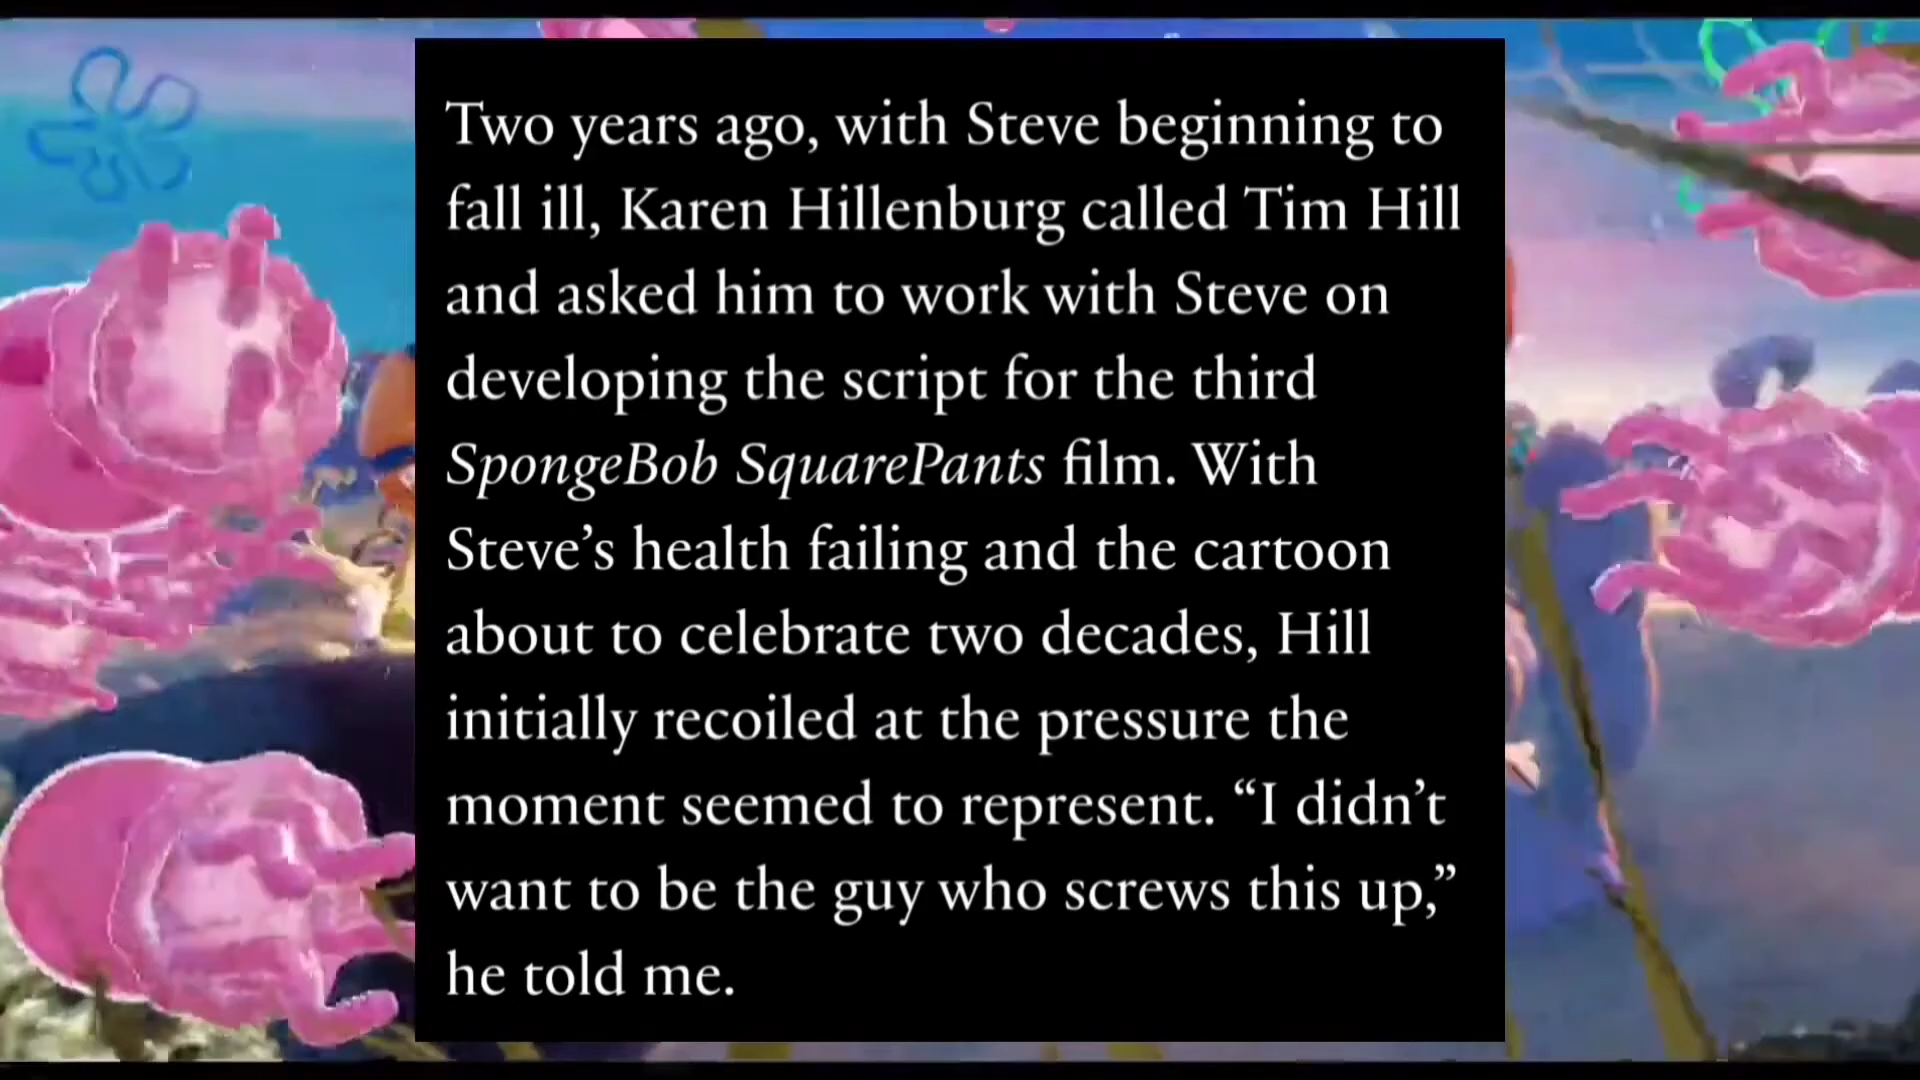 Two years ago, with Steve beginning to
fall ill, Karen Hillenburg called Tim Hill
and asked him to work with Steve on
developing the script for the third
SpongeBob SquarePants film. With
Steve’s health failing and the cartoon
about to celebrate two decades, Hill
initially recoiled at the pressure the
moment seemed to represent. “I didn’t
want to be the guy who screws this up,”
he told me.